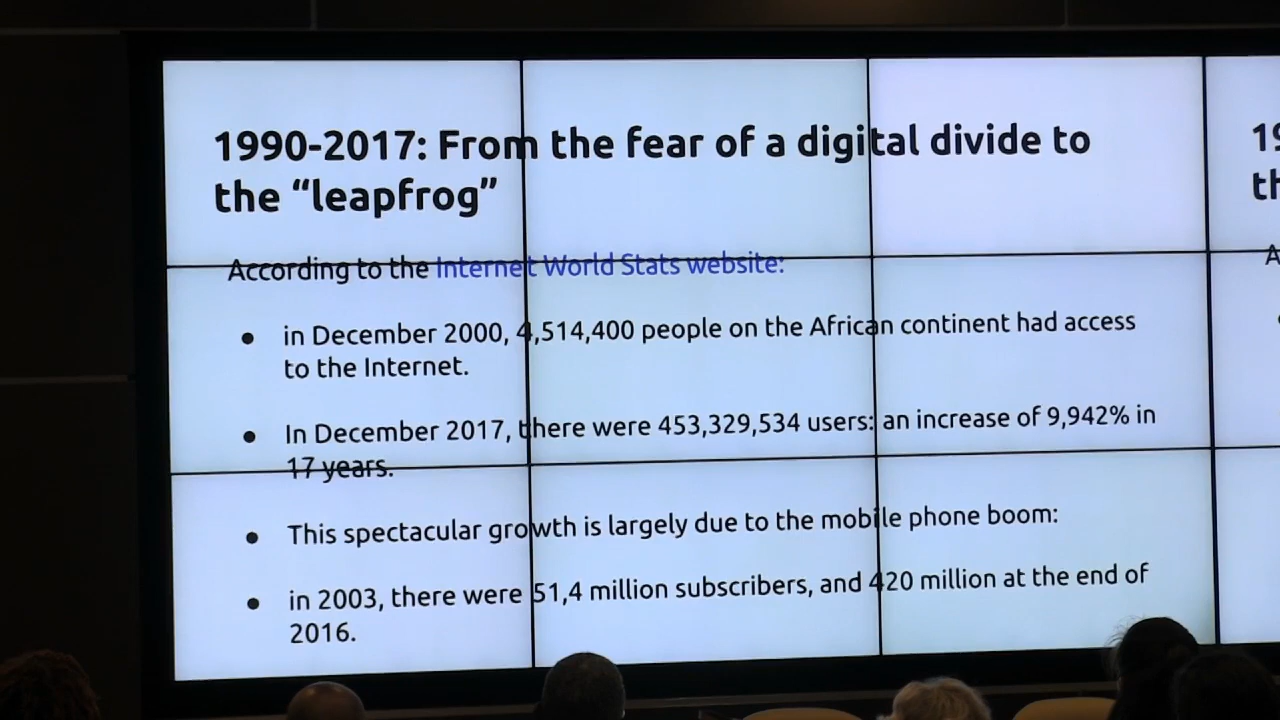 1990-2017: From the fear of a digital divide to
the “leapfrog”
According to the Internet World Stats website:
● in December 2000, 4,514,400 people on the African continent had access
to the Internet.
● In December 2017, there were 453,329,534 users: an increase of 9,942% in
17 years.
● This spectacular growth is largely due to the mobile phone boom:
● in 2003, there were 51,4 million subscribers, and 420 million at the end of
2016.